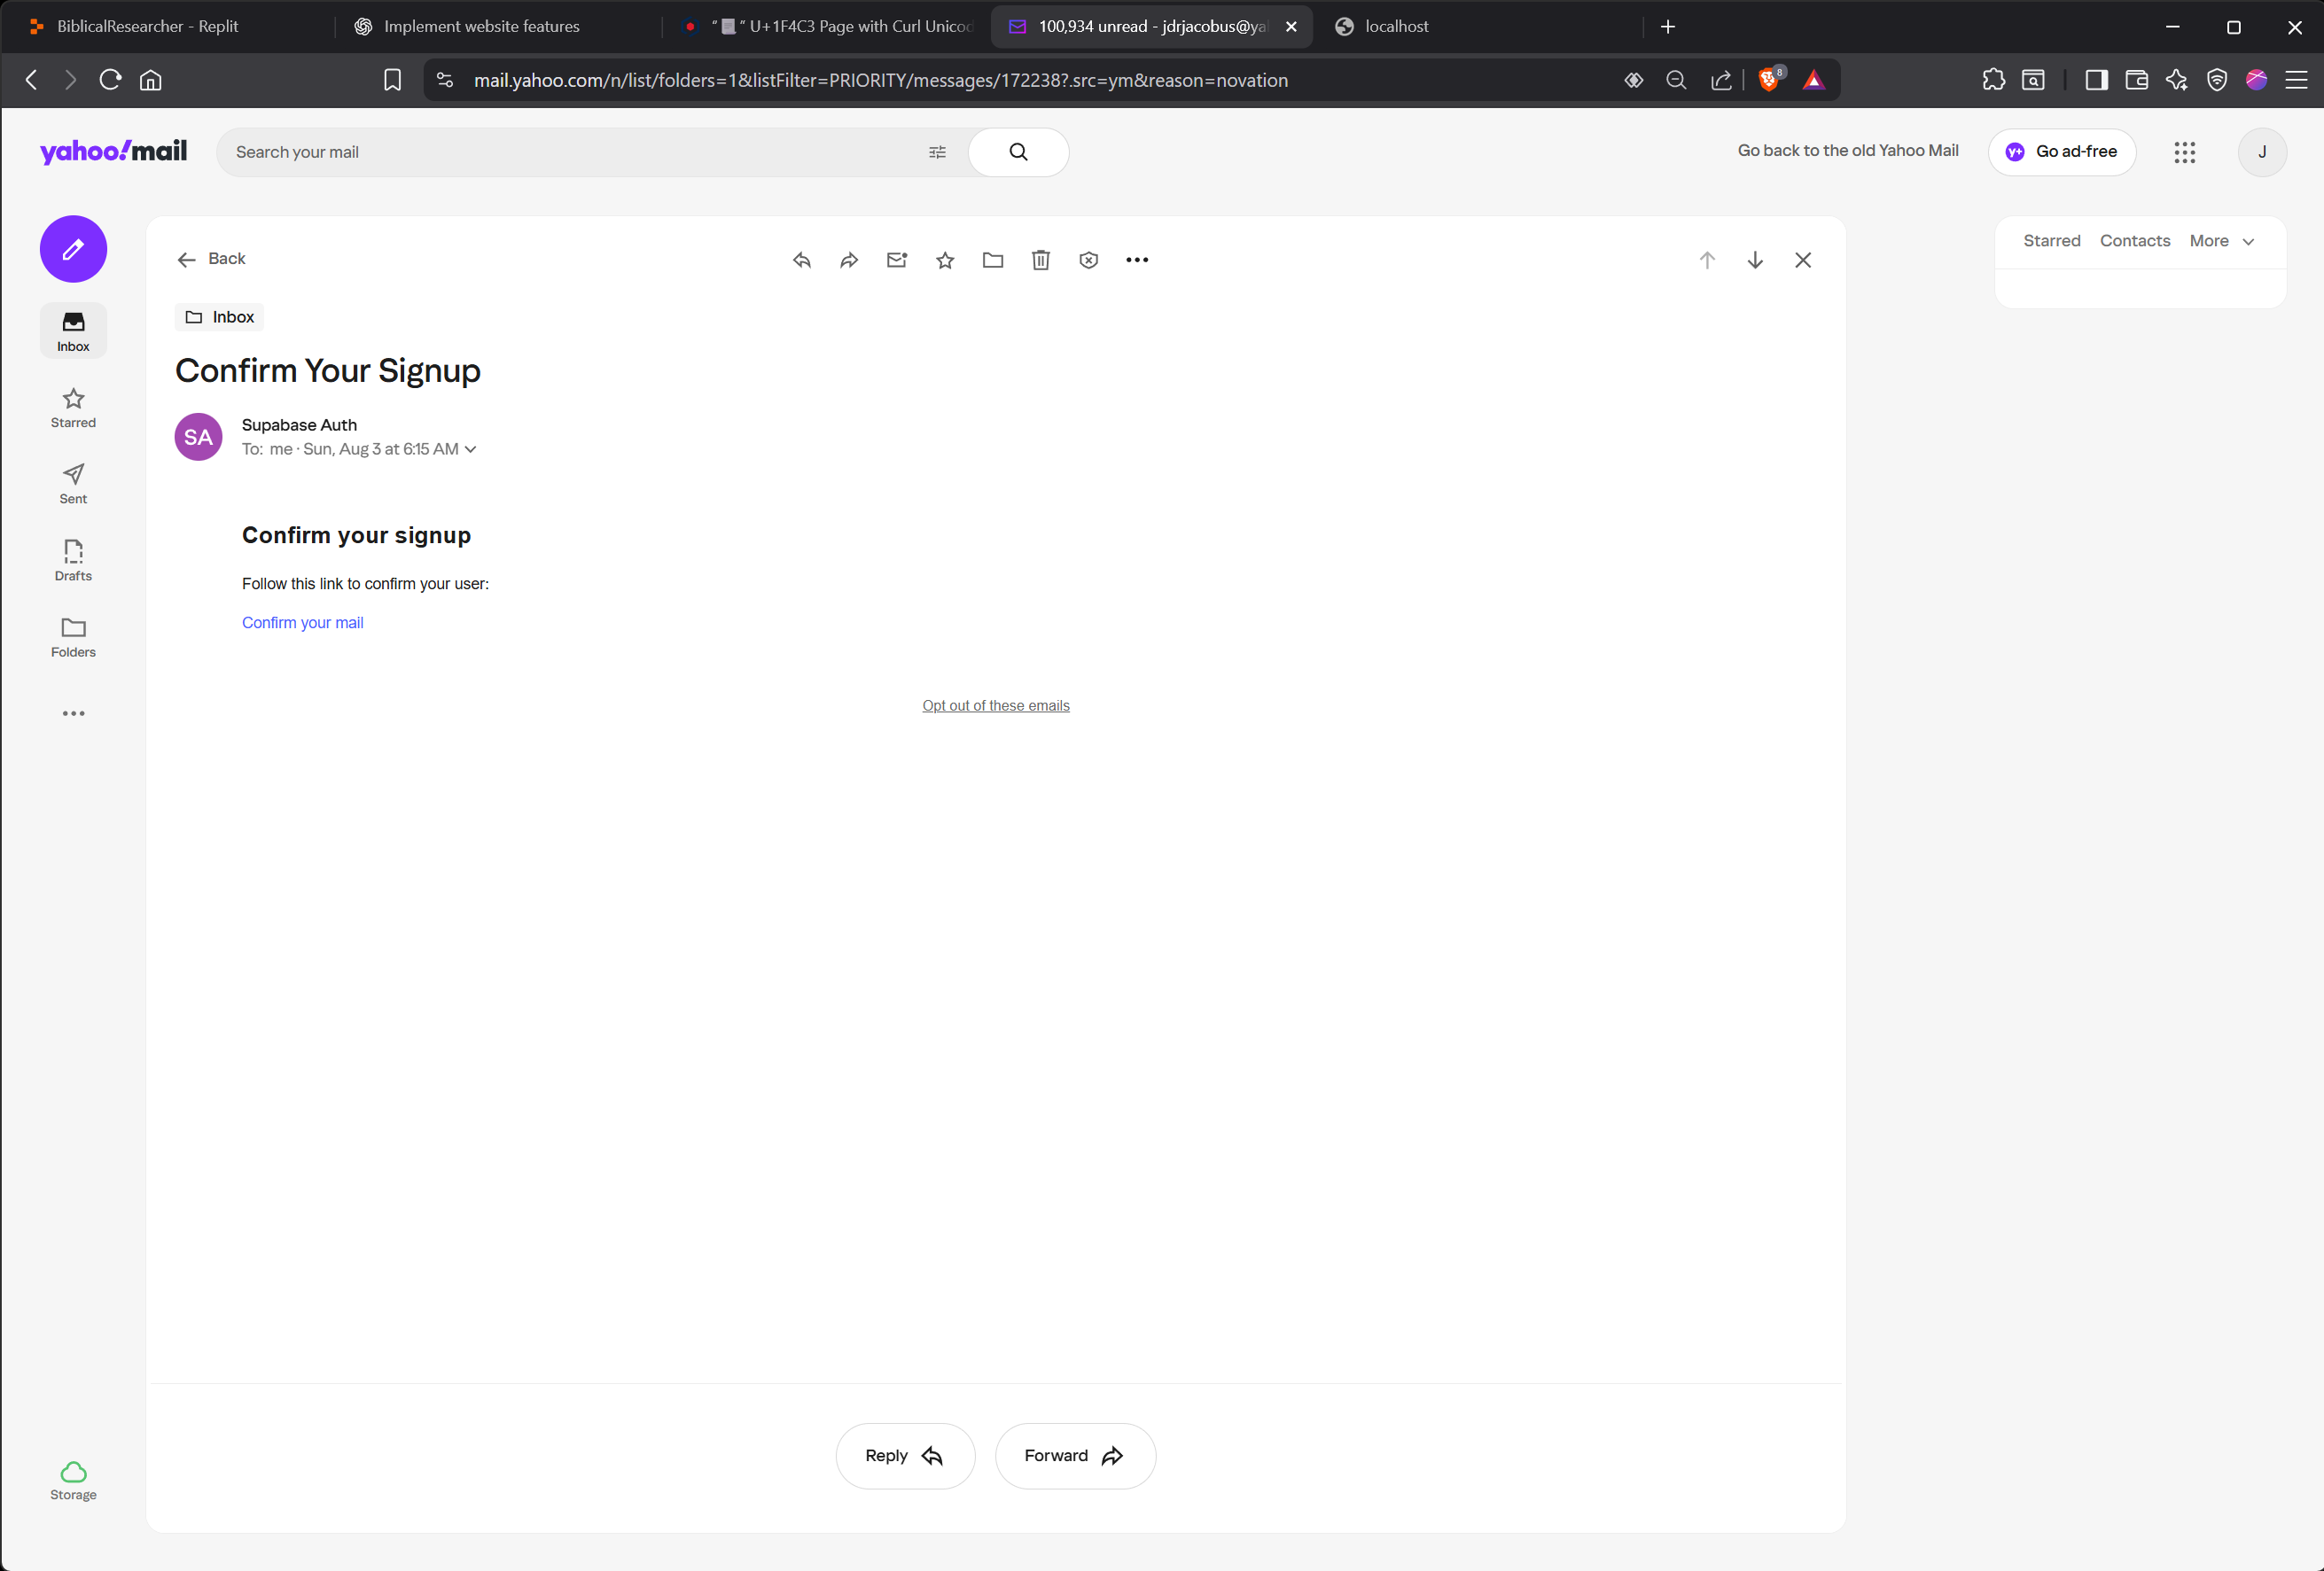 BiblicalResearcher - Replit
Implement website features
“📃” U+1F4C3 Page with Curl Unicod
100,934 unread - jdrjacobus@ya
localhost
mail.yahoo.com/n/list/folders=1&listFilter=PRIORITY/messages/172238?.src=ym&reason=novation
8
yahoo!mail
Search your mail
Go back to the old Yahoo Mail
y+ Go ad-free
J
Back
Starred Contacts More
Inbox
Inbox
Confirm Your Signup
Starred
SA
Supabase Auth
To: me · Sun, Aug 3 at 6:15 AM
Sent
Confirm your signup
Drafts
Follow this link to confirm your user:
Confirm your mail
Folders
Opt out of these emails
Reply
Forward
Storage